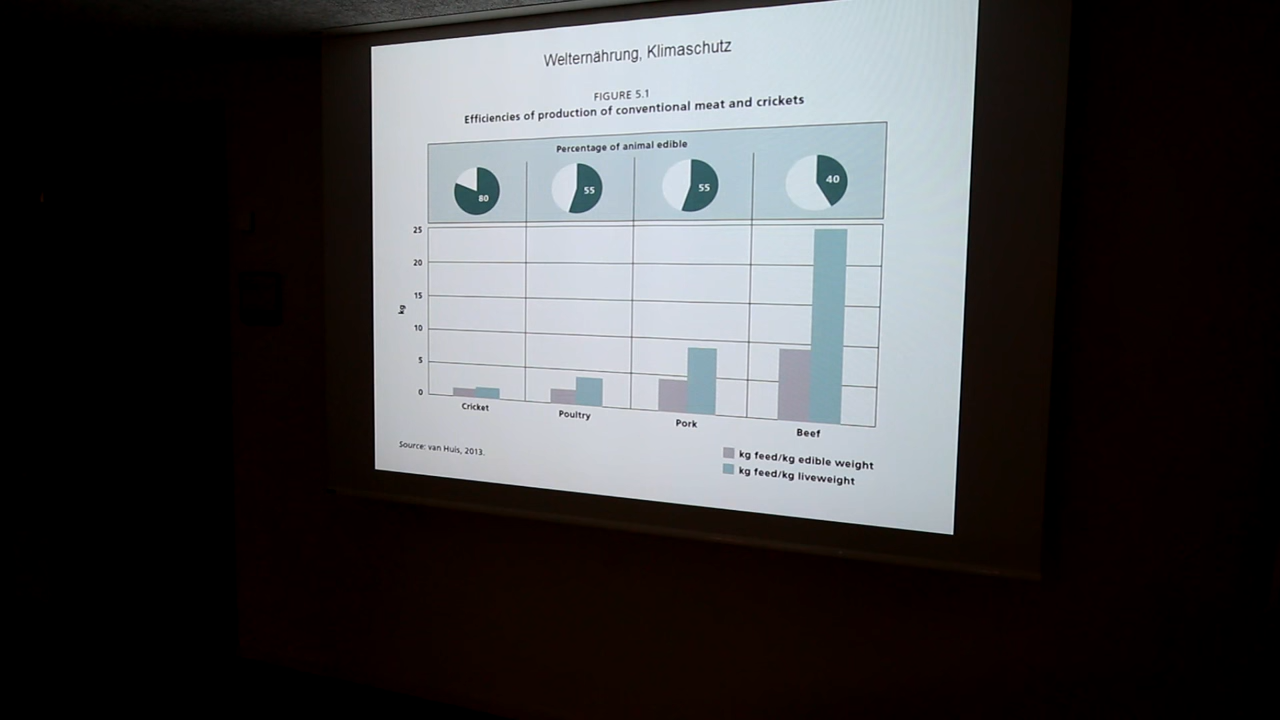 Welternährung, Klimaschutz
FIGURE 5.1
Efficiencies of production of conventional meat and crickets
Percentage of animal edible
80
55
55
40
25
20
15
10
5
0
kg
Cricket
Poultry
Pork
Beef
Source: van Huis, 2013.
kg feed/kg edible weight
kg feed/kg liveweight